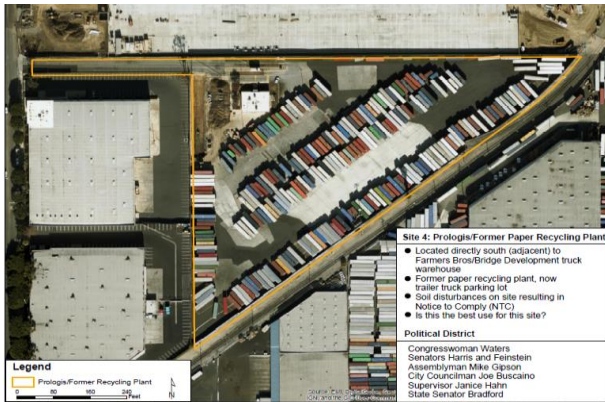 Site 4: Prologis/Former Paper Recycling Plant
● Located directly south (adjacent) to
Farmers Bros/Bridge Development truck
warehouse
● Former paper recycling plant, now
trailer truck parking lot
● Soil disturbances on site resulting in
Notice to Comply (NTC)
● Is this the best use for this site?
Political District
Congresswoman Waters
Senators Harris and Feinstein
Assemblyman Mike Gipson
City Councilman Joe Buscaino
Supervisor Janice Hahn
State Senator Bradford
Legend
Prologis/Former Recycling Plant
N
0 40 80 160 240
Feet